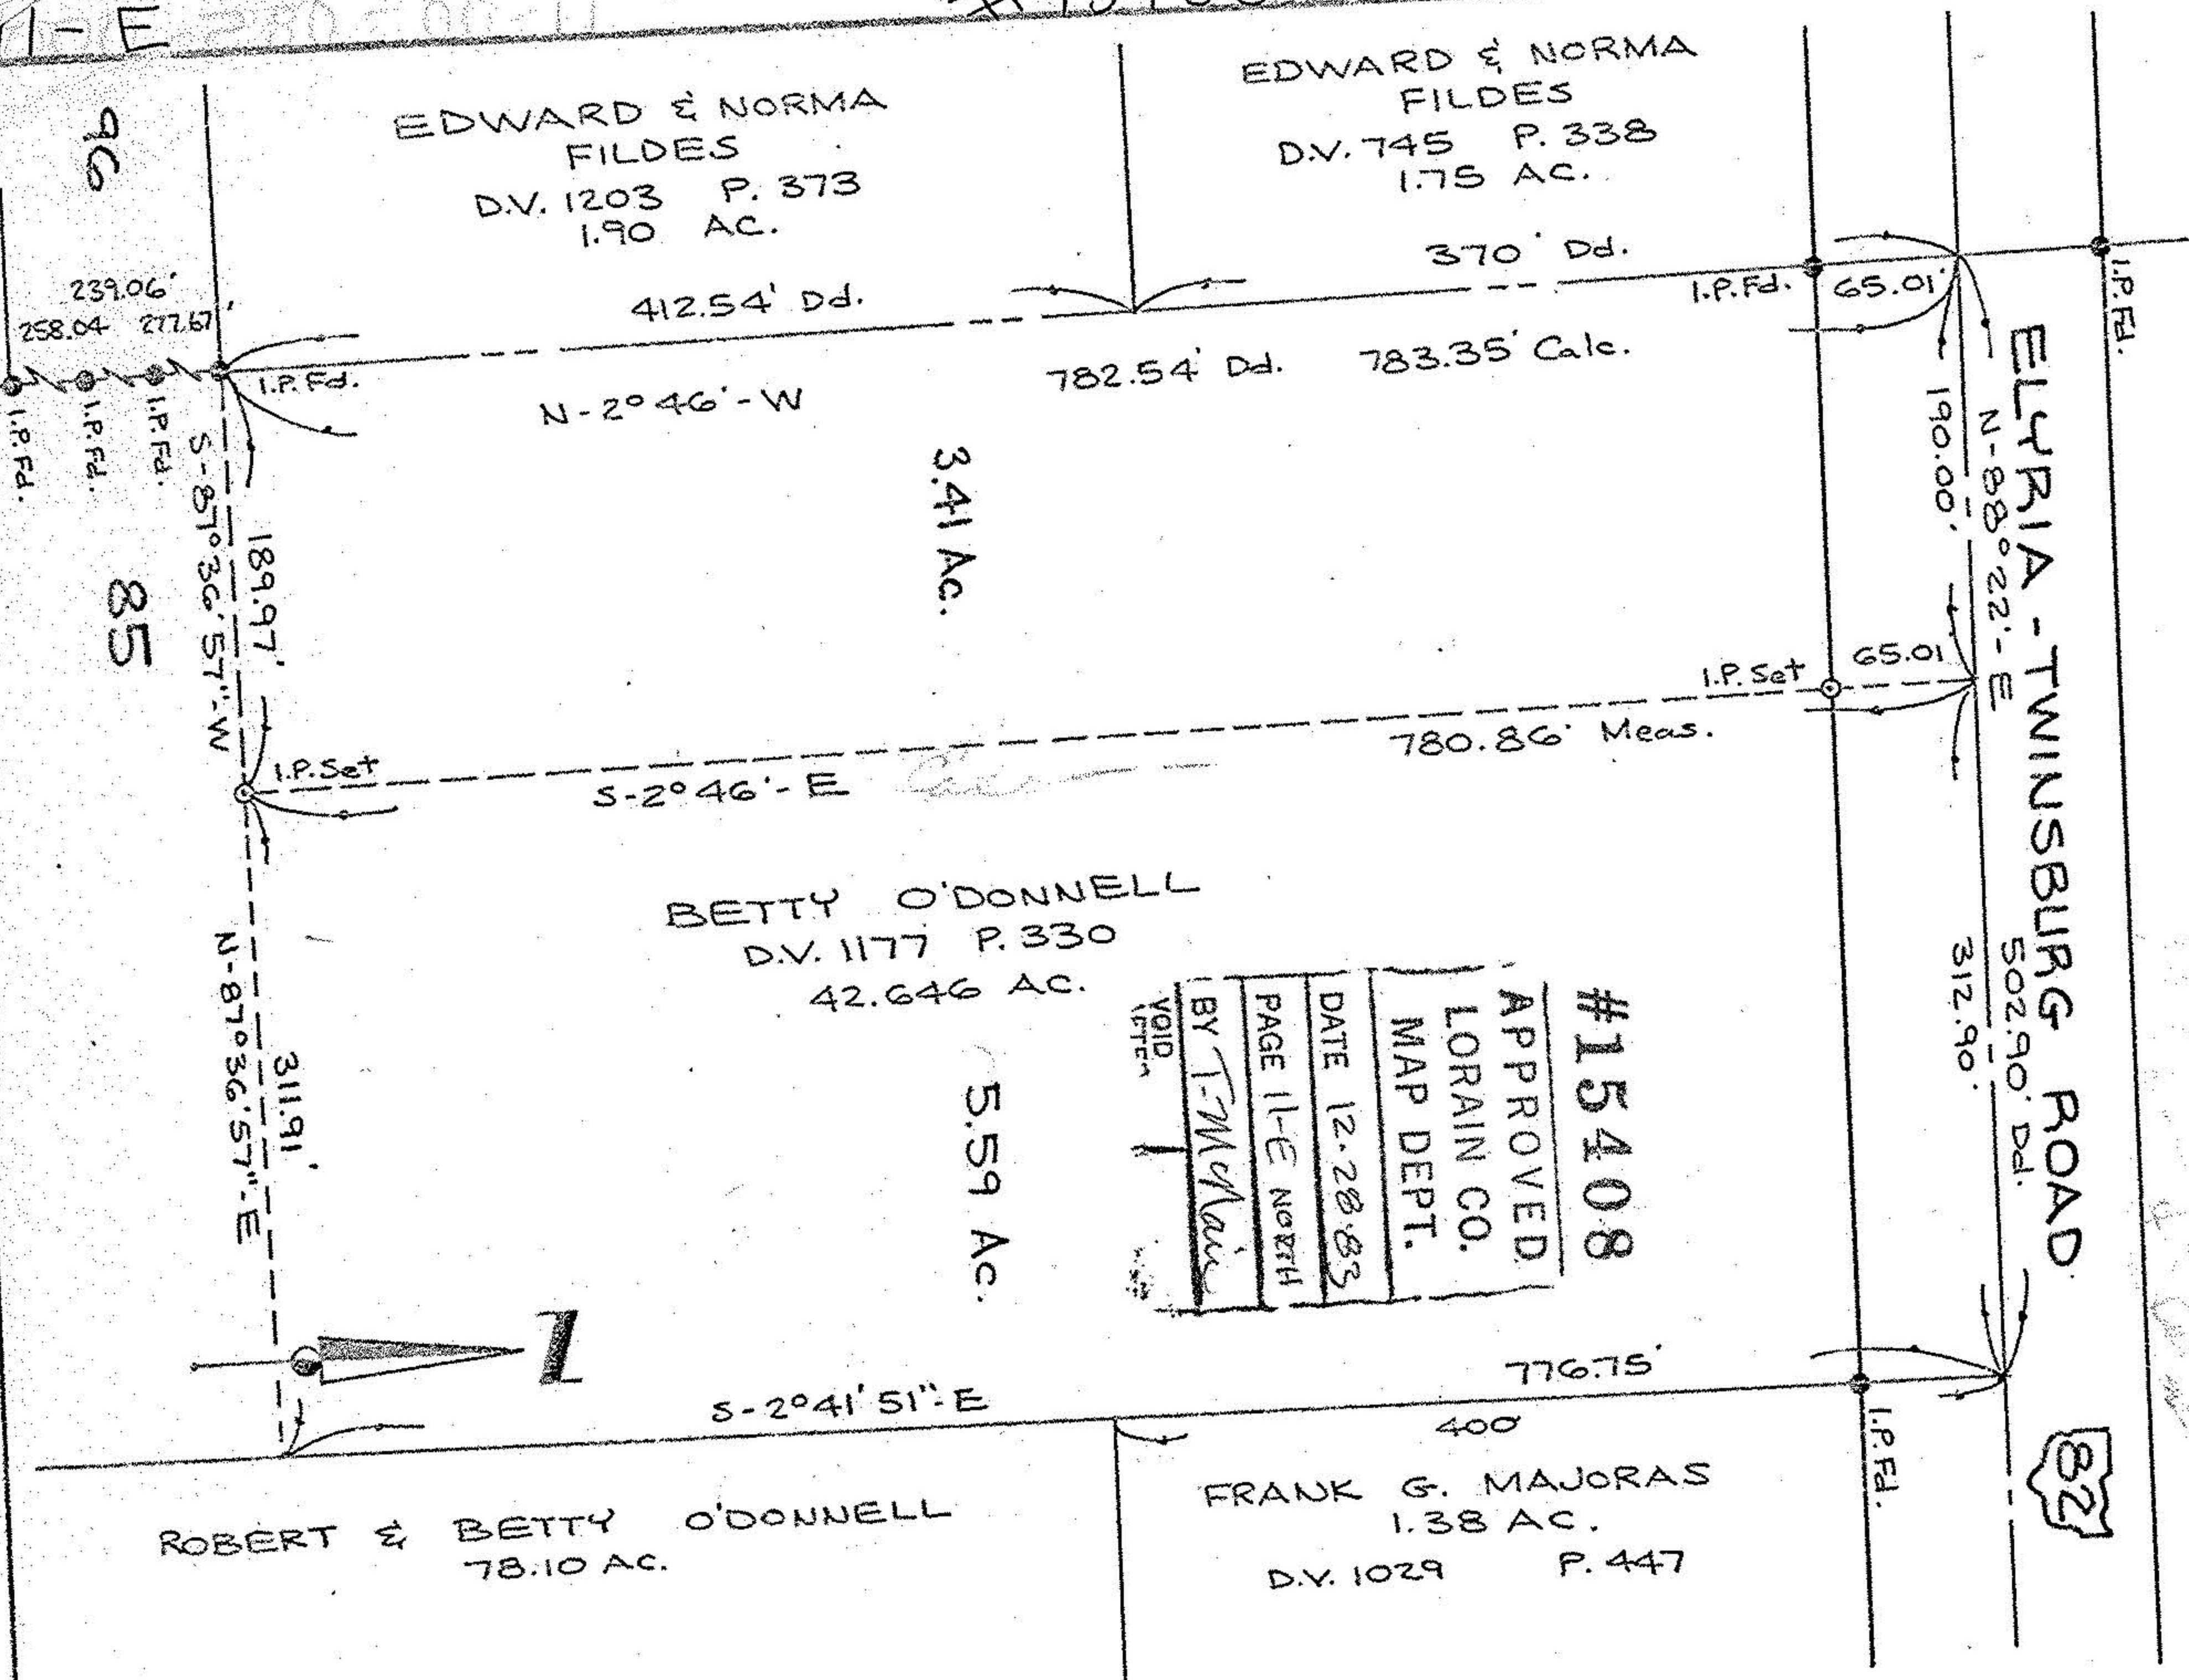 1-E
EDWARD & NORMA
FILDES
D.V. 1203 P. 373
1.90 AC.
EDWARD & NORMA
FILDES
D.V. 745 P. 338
1.75 AC.
96
239.06'
258.04 277.67'
412.54' Dd.
370' Dd.
I.P. Fd.
65.01'
I.P. Fd.
I.P. Fd.
I.P. Fd.
I.P. Fd.
I.P. Fd.
N-2°46'-W
782.54' Dd. 783.35' Calc.
190.00'
N-88°22'-E
ELYRIA - TWINSBURG ROAD
S-87°36'57"-W
189.97'
85
3.41 Ac.
I.P. Set
65.01
I.P. Set
S-2°46'-E
780.86' Meas.
BETTY O'DONNELL
D.V. 1177 P. 330
42.646 AC.
502.90' Dd.
312.90'
N-87°36'57"-E
311.91'
5.59 Ac.
#15408
APPROVED
LORAIN CO.
MAP DEPT.
DATE 12-28-83
PAGE 11-E NORTH
BY T. McNain
VOID
AFTER
S-2°41'51"-E
776.75'
400'
I.P. Fd.
82
ROBERT & BETTY O'DONNELL
78.10 AC.
FRANK G. MAJORAS
1.38 AC.
D.V. 1029 P. 447